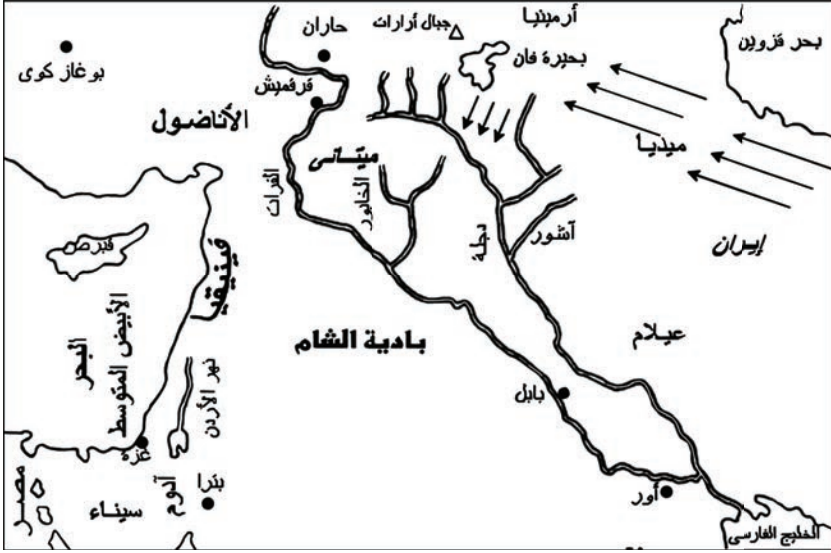 أرمينيا
جبال أرارات
حاران
بحر قزوين
بحيرة فان
بوغاز كوى
قرقميش
الأناضول
ميديا
ميتانى
الفرات
الخابور
دجلة
آشور
إيران
قبرص
فينيقيا
البحر
الأبيض المتوسط
بادية الشام
عيلام
نهر الأردن
بابل
غزة
مصر
سيناء
آدوم
بترا
أور
الخليج الفارسى